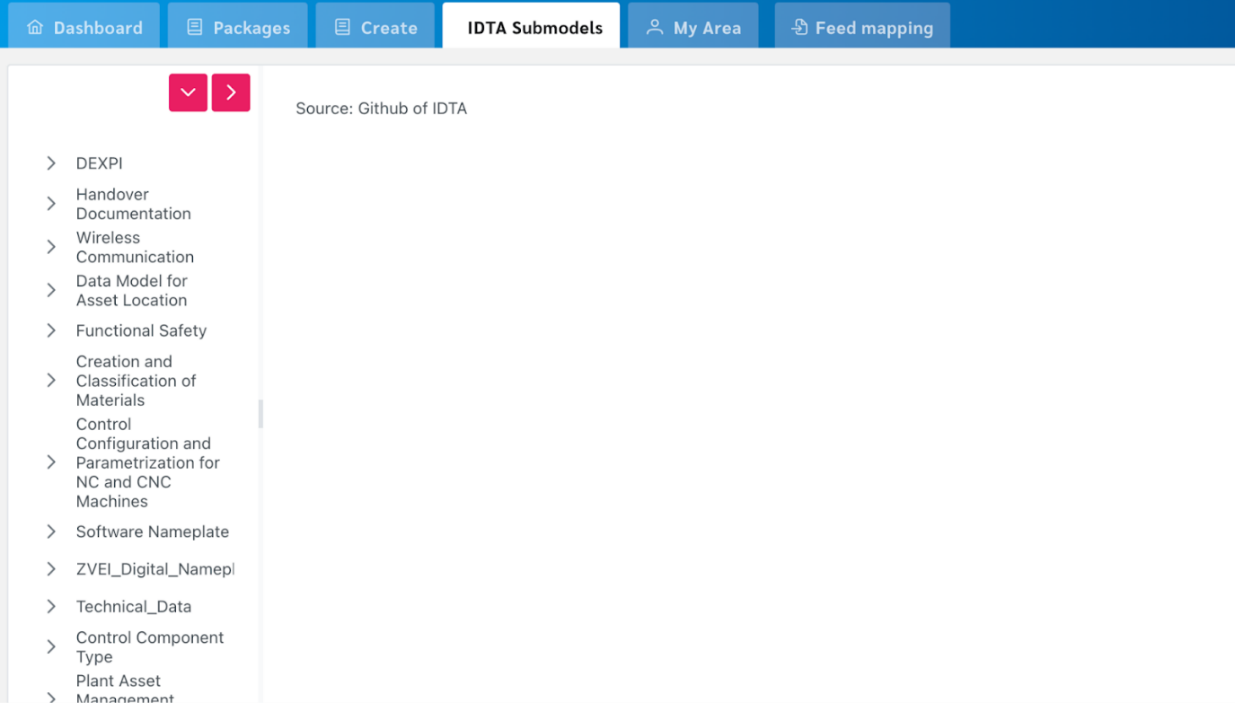 Dashboard
Packages
Create
IDTA Submodels
My Area
Feed mapping
Source: Github of IDTA
DEXPI
Handover
Documentation
Wireless
Communication
Data Model for
Asset Location
Functional Safety
Creation and
Classification of
Materials
Control
Configuration and
Parametrization for
NC and CNC
Machines
Software Nameplate
ZVEI_Digital_Namepl
Technical_Data
Control Component
Type
Plant Asset
Management